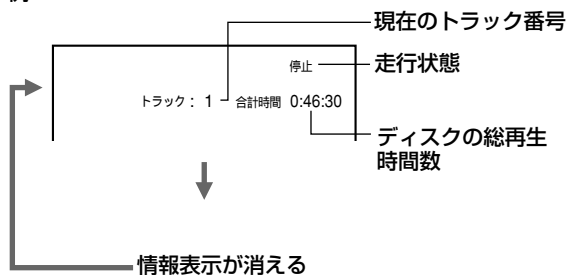 現在のトラック番号
停止
走行状態
トラック： 1 合計時間 0:46:30
ディスクの総再生
時間数
情報表示が消える